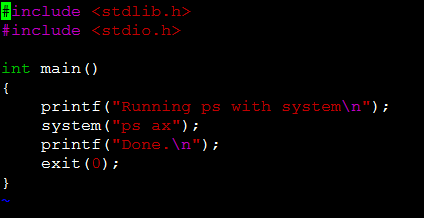 #include <stdlib.h>
#include <stdio.h>

int main()
{
    printf("Running ps with system\n");
    system("ps ax");
    printf("Done.\n");
    exit(0);
}
~